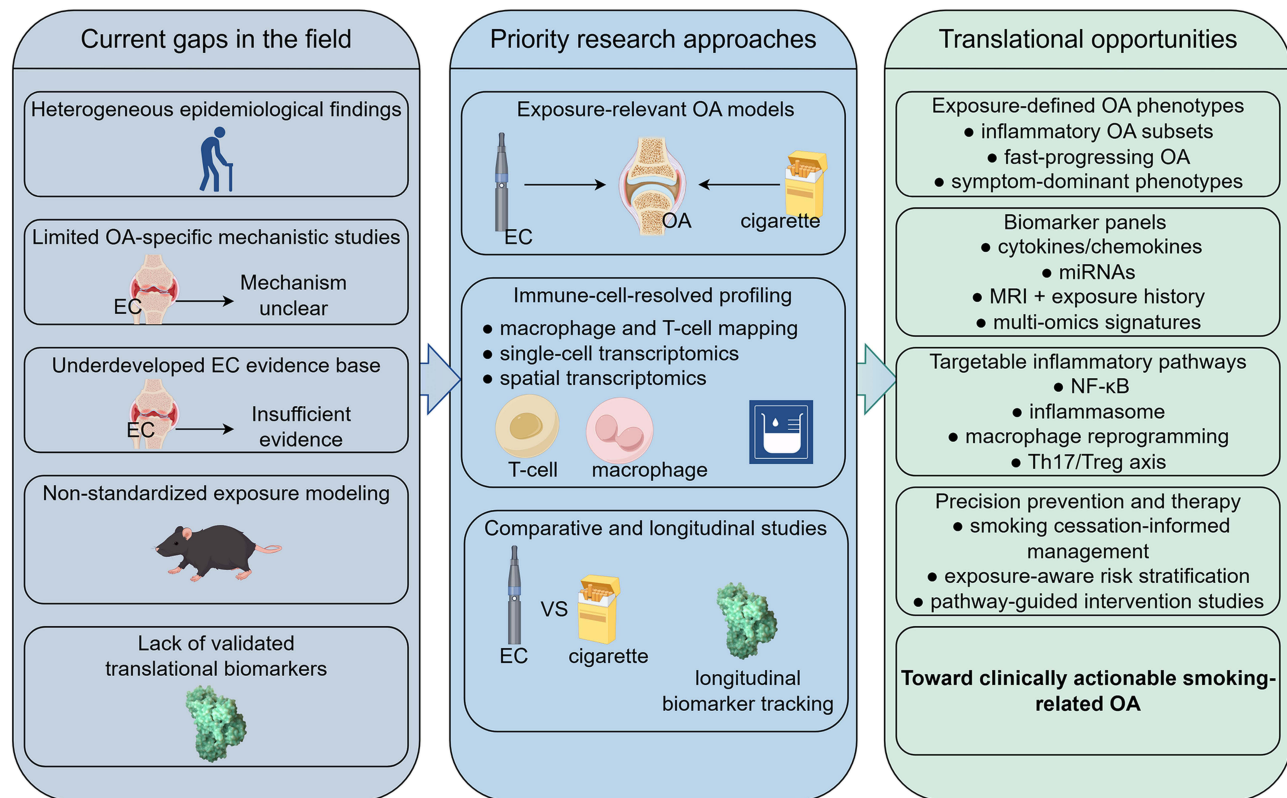 Current gaps in the field
Heterogeneous epidemiological findings
Limited OA-specific mechanistic studies
EC
Mechanism
unclear
Underdeveloped EC evidence base
EC
Insufficient
evidence
Non-standardized exposure modeling
Lack of validated
translational biomarkers
Priority research approaches
Exposure-relevant OA models
EC
OA
cigarette
Immune-cell-resolved profiling
● macrophage and T-cell mapping
● single-cell transcriptomics
● spatial transcriptomics
T-cell
macrophage
Comparative and longitudinal studies
EC
VS
cigarette
longitudinal
biomarker tracking
Translational opportunities
Exposure-defined OA phenotypes
● inflammatory OA subsets
● fast-progressing OA
● symptom-dominant phenotypes
Biomarker panels
● cytokines/chemokines
● miRNAs
● MRI + exposure history
● multi-omics signatures
Targetable inflammatory pathways
● NF-κB
● inflammasome
● macrophage reprogramming
● Th17/Treg axis
Precision prevention and therapy
● smoking cessation-informed
management
● exposure-aware risk stratification
● pathway-guided intervention studies
Toward clinically actionable smoking-
related OA